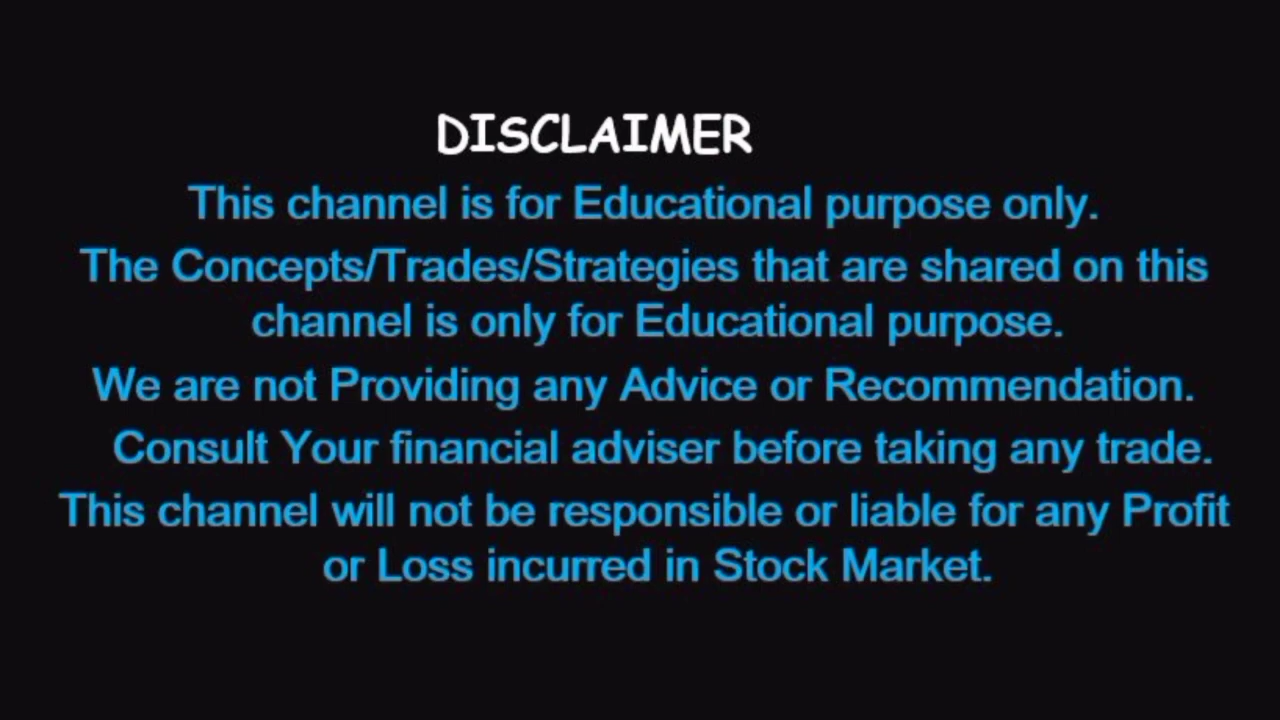 DISCLAIMER
This channel is for Educational purpose only.
The Concepts/Trades/Strategies that are shared on this
channel is only for Educational purpose.
We are not Providing any Advice or Recommendation.
Consult Your financial adviser before taking any trade.
This channel will not be responsible or liable for any Profit
or Loss incurred in Stock Market.